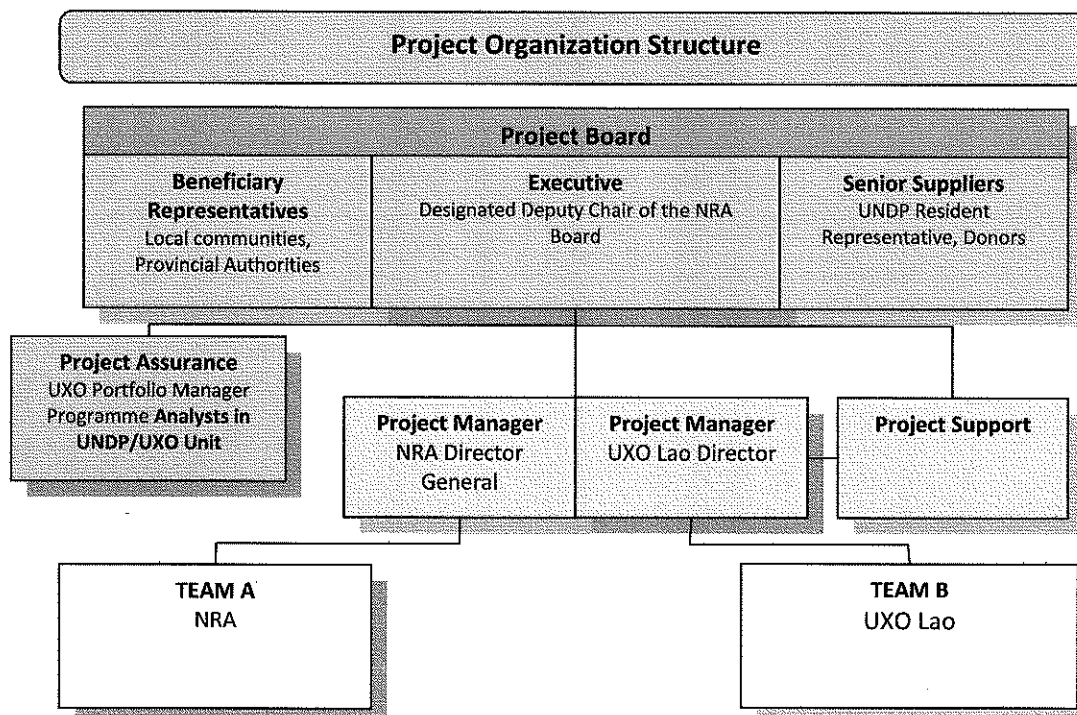 Project Organization Structure
Project Board
Beneficiary
Representatives
Local communities,
Provincial Authorities
Executive
Designated Deputy Chair of the NRA
Board
Senior Suppliers
UNDP Resident
Representative, Donors
Project Assurance
UXO Portfolio Manager
Programme Analysts in
UNDP/UXO Unit
Project Manager
NRA Director
General
Project Manager
UXO Lao Director
Project Support
TEAM A
NRA
TEAM B
UXO Lao